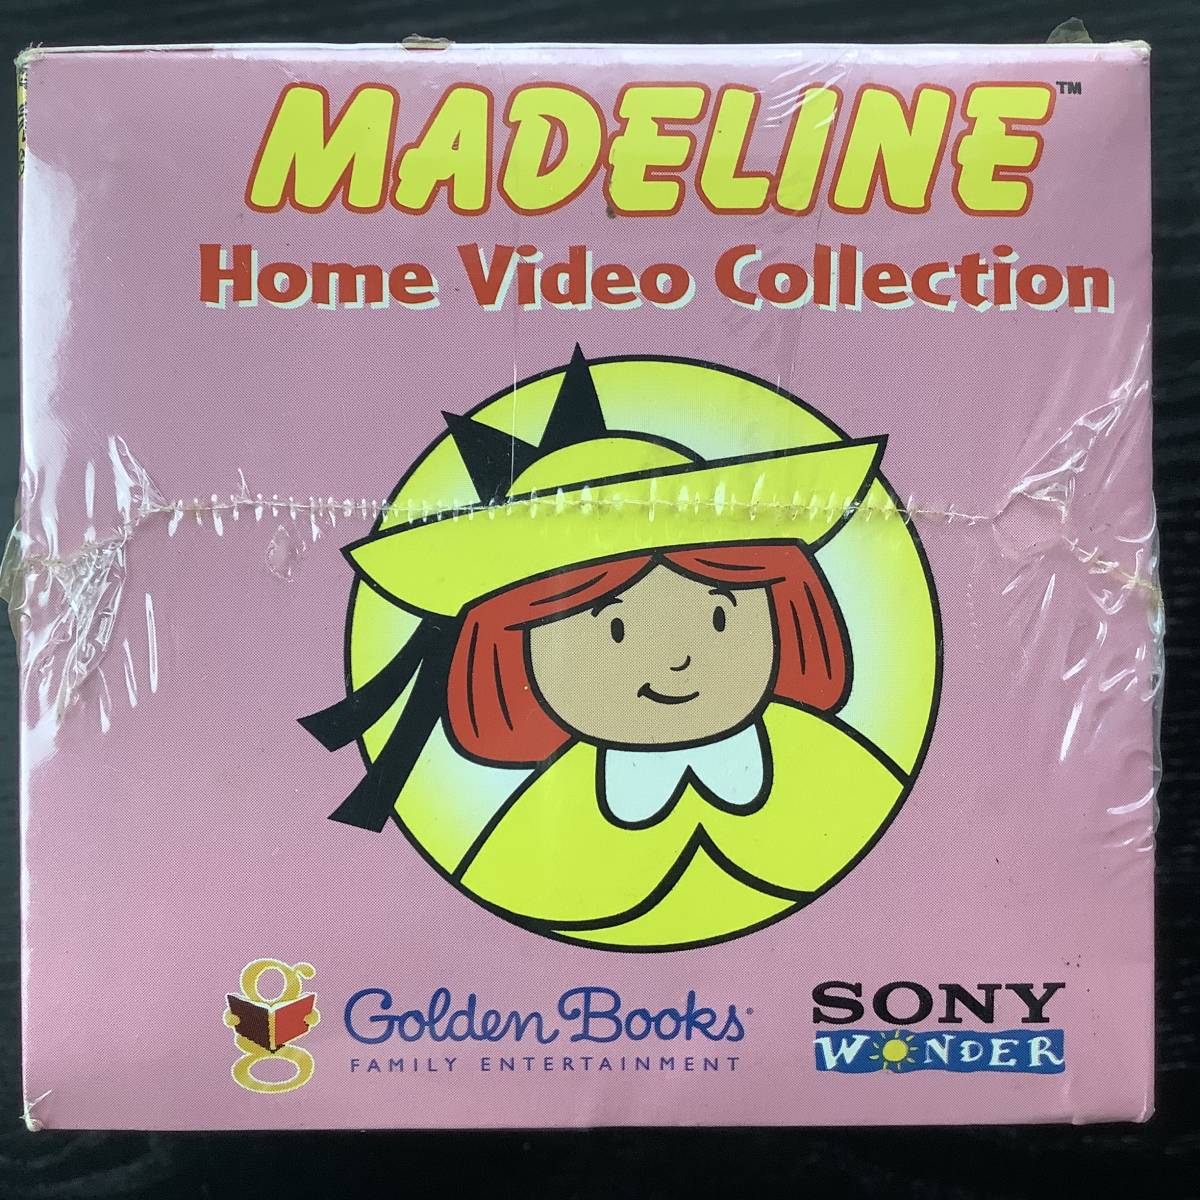 MADELINE™
Home Video Collection
g
Golden Books®
FAMILY ENTERTAINMENT
SONY
WONDER